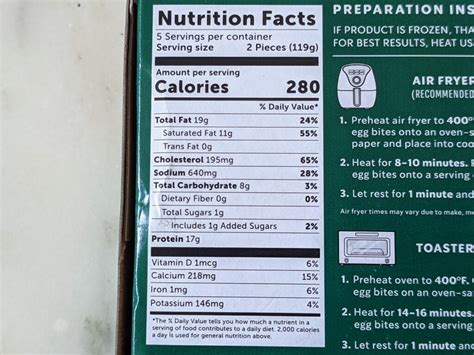 Nutrition Facts
5 Servings per container
Serving size 2 Pieces (119g)
Amount per serving
Calories 280
% Daily Value*
Total Fat 19g 24%
Saturated Fat 11g 55%
Trans Fat 0g
Cholesterol 195mg 65%
Sodium 640mg 28%
Total Carbohydrate 8g 3%
Dietary Fiber 0g 0%
Total Sugars 1g
Includes 1g Added Sugars 2%
Protein 17g
Vitamin D 1mcg 6%
Calcium 218mg 15%
Iron 1mg 6%
Potassium 146mg 4%
*The % Daily Value tells you how much a nutrient in a
serving of food contributes to a daily diet. 2,000 calories
a day is used for general nutrition above.
PREPARATION INS
IF PRODUCT IS FROZEN, THA
FOR BEST RESULTS, HEAT US
AIR FRYER
(RECOMMENDED
1. Preheat air fryer to 400°
egg bites onto an oven-s
paper and place into coo
2. Heat for 8-10 minutes.
egg bites onto a serving
3. Let rest for 1 minute and
Air fryer times may vary due to make, mo
TOASTER
1. Preheat oven to 400°F.
egg bites on an oven-sa
2. Heat for 14-16 minutes.
egg bites onto a serving
3. Let rest for 1 minute an